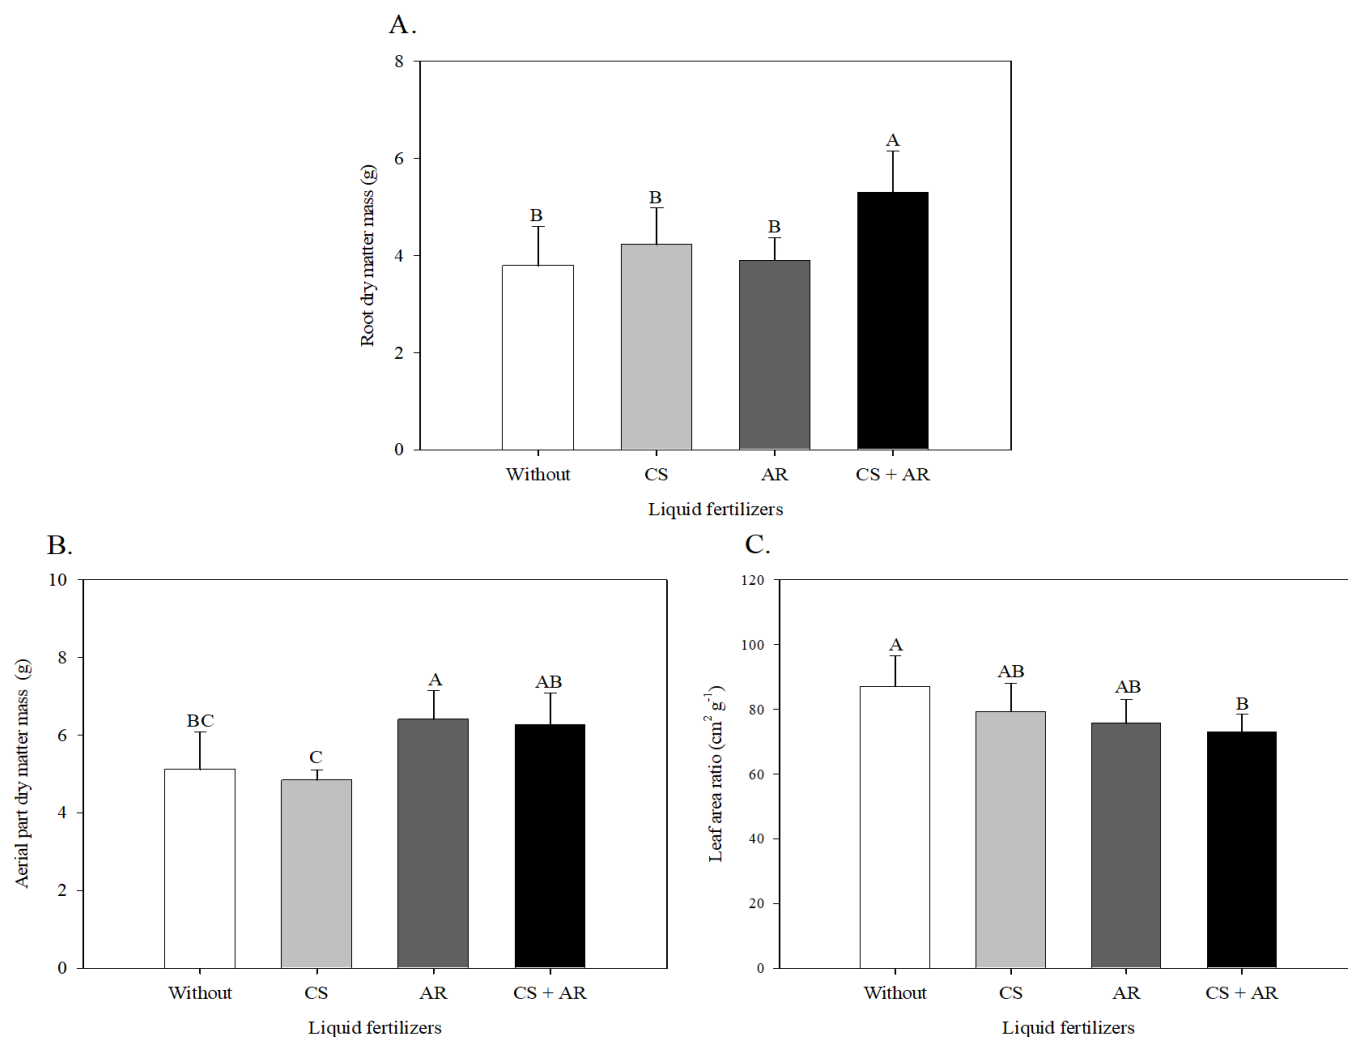 A.
8
6
4
2
0
Root dry matter mass (g)
B
B
B
A
Without
CS
AR
CS + AR
Liquid fertilizers
B.
10
8
6
4
2
0
Aerial part dry matter mass (g)
BC
C
A
AB
Without
CS
AR
CS + AR
Liquid fertilizers
C.
120
100
80
60
40
20
0
Leaf area ratio (cm² g⁻¹)
A
AB
AB
B
Without
CS
AR
CS + AR
Liquid fertilizers